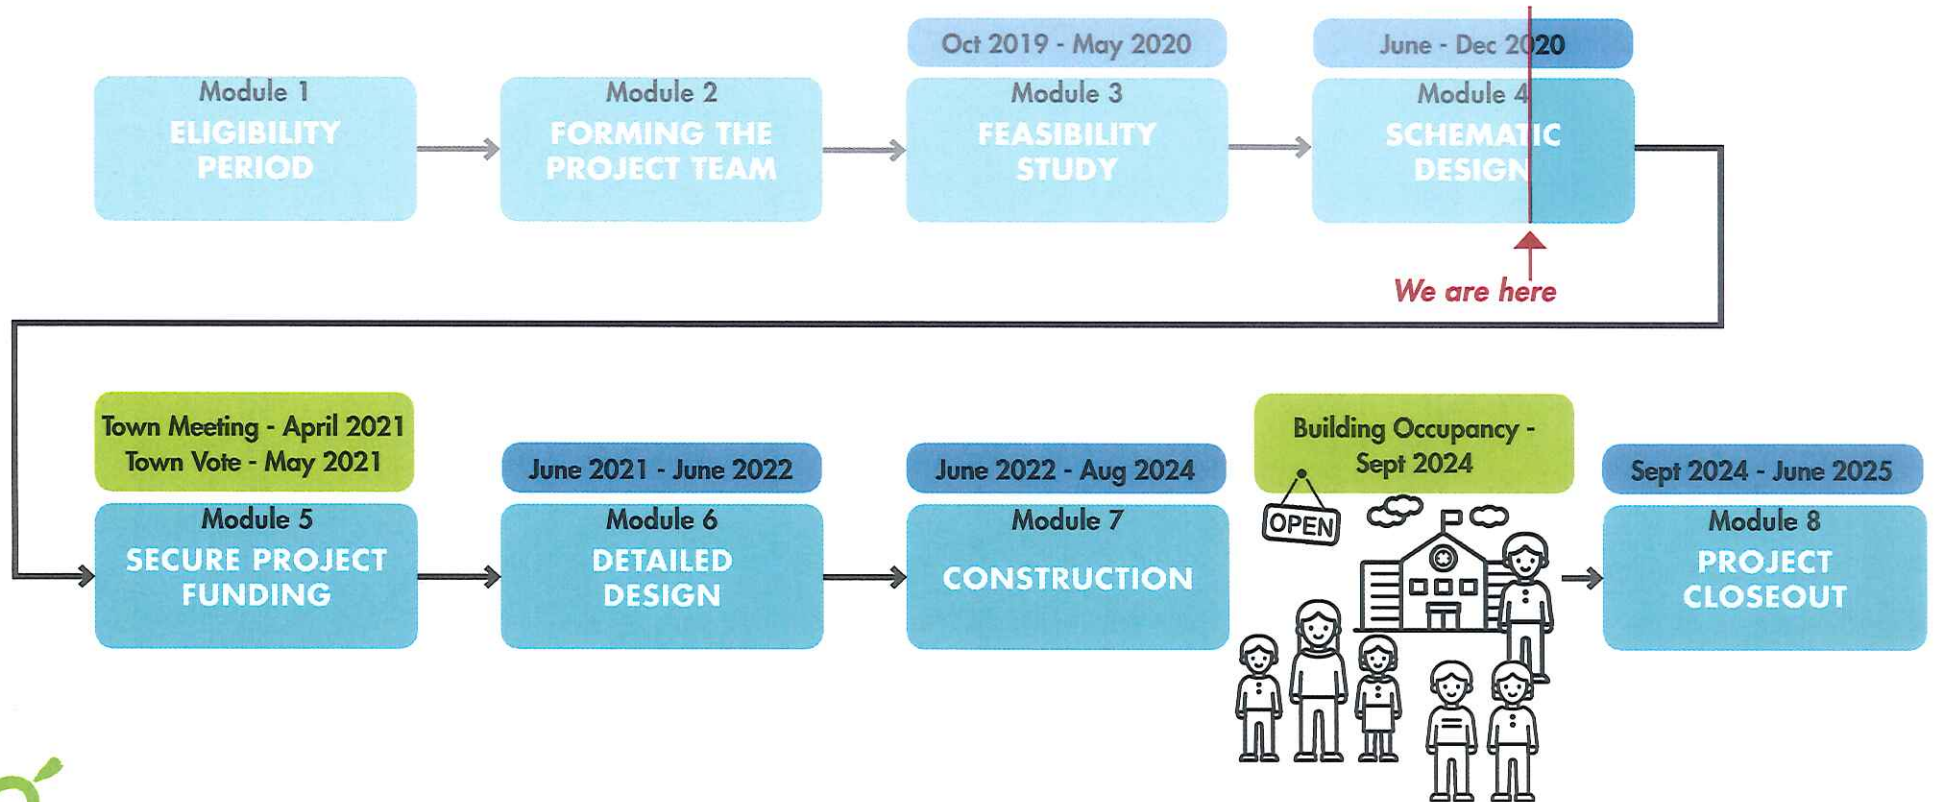 Oct 2019 - May 2020
June - Dec 2020
Module 1
ELIGIBILITY
PERIOD
Module 2
FORMING THE
PROJECT TEAM
Module 3
FEASIBILITY
STUDY
Module 4
SCHEMATIC
DESIGN
We are here
Town Meeting - April 2021
Town Vote - May 2021
Module 5
SECURE PROJECT
FUNDING
June 2021 - June 2022
Module 6
DETAILED
DESIGN
June 2022 - Aug 2024
Module 7
CONSTRUCTION
Building Occupancy -
Sept 2024
OPEN
Sept 2024 - June 2025
Module 8
PROJECT
CLOSEOUT